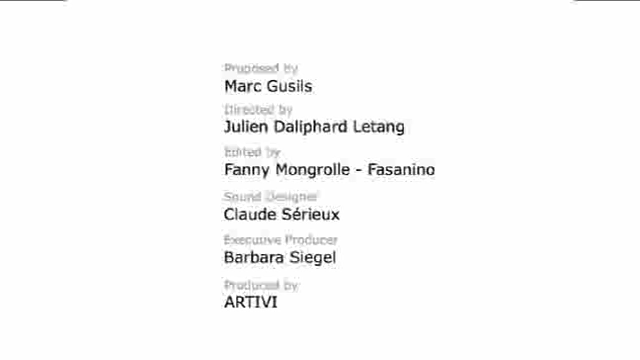 Proposed by
Marc Gusils
Directed by
Julien Daliphard Letang
Edited by
Fanny Mongrolle - Fasanino
Sound Designer
Claude Sérieux
Executive Producer
Barbara Siegel
Produced by
ARTIVI